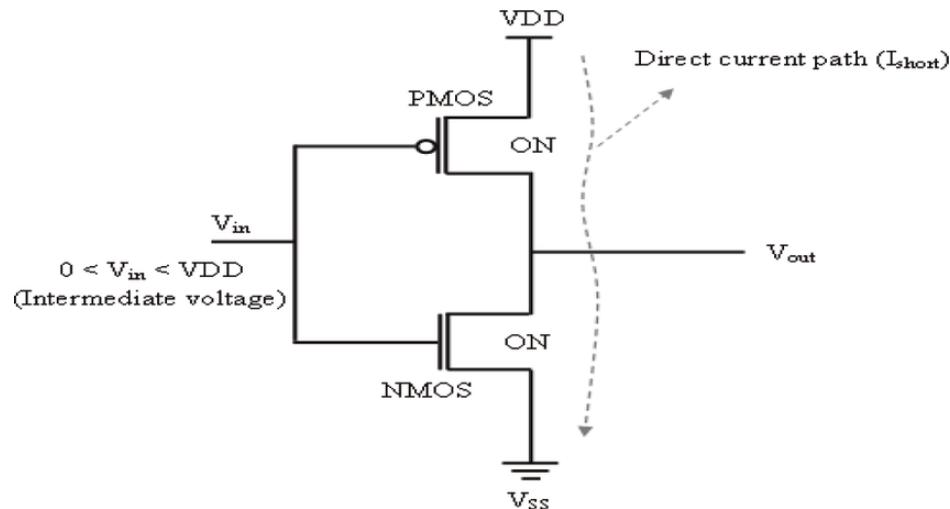 VDD
Direct current path (Ishort)
PMOS
ON
Vin
Vout
0 < Vin < VDD
(Intermediate voltage)
ON
NMOS
VSS